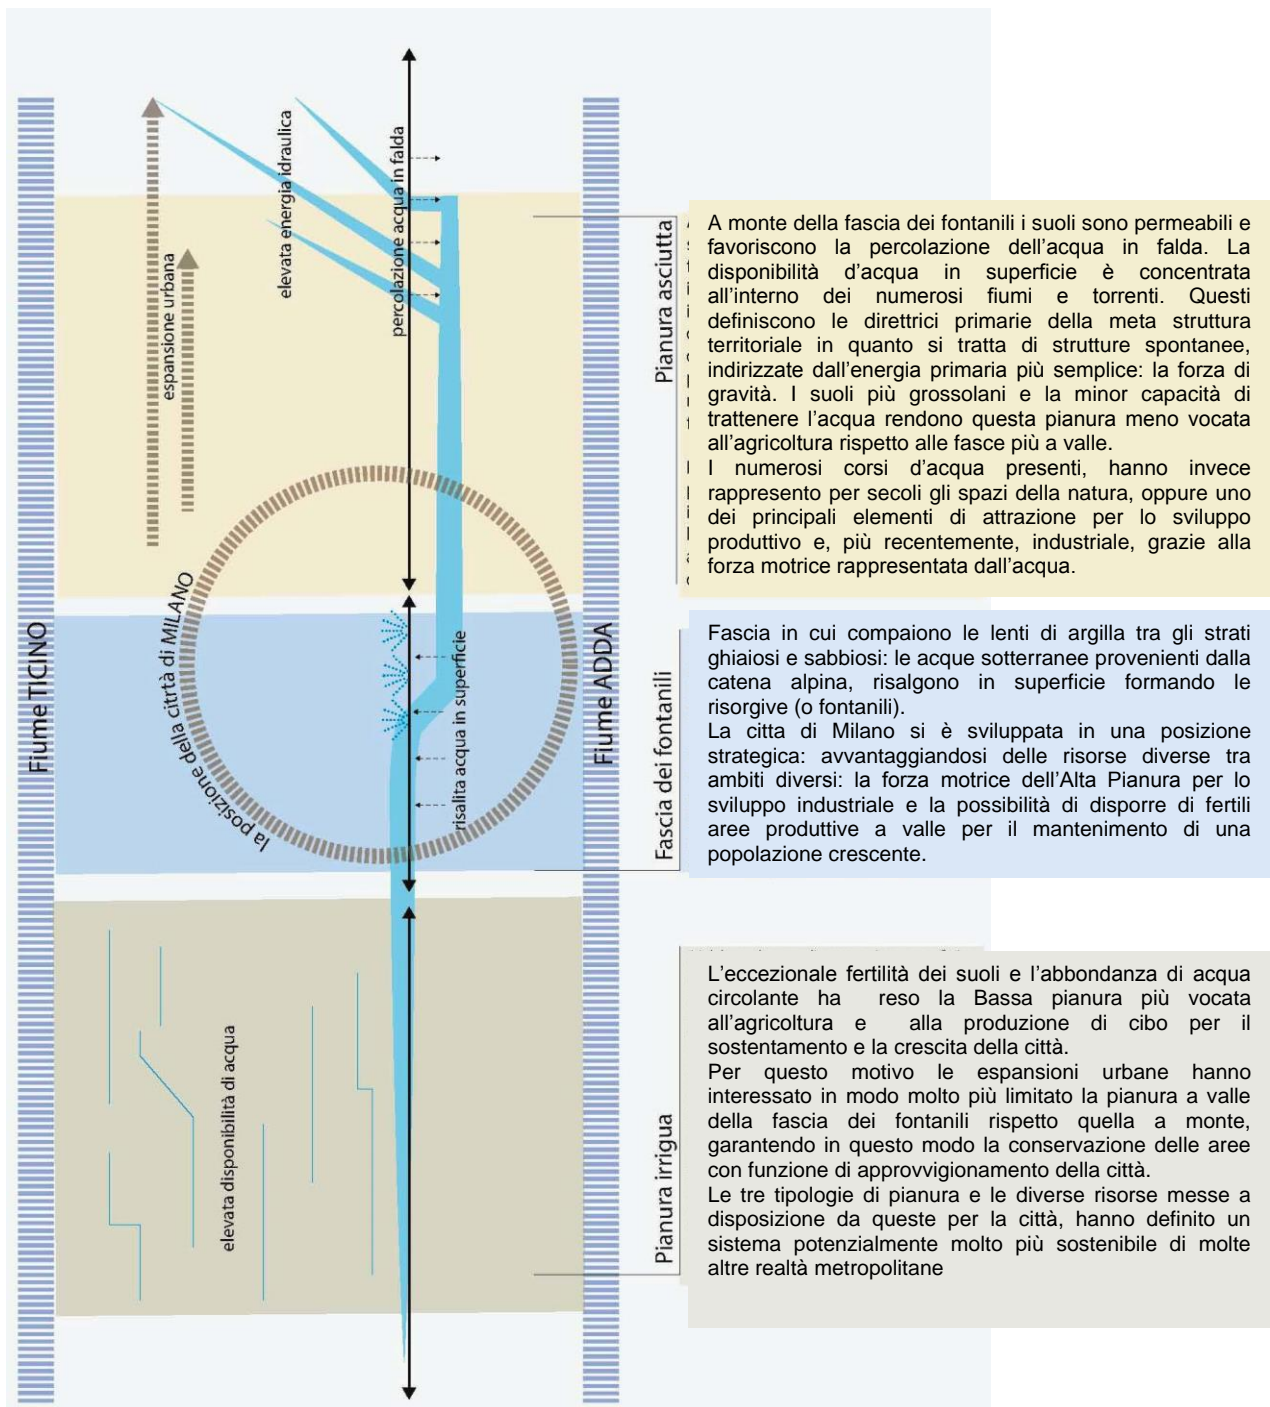 Fiume TICINO
espansione urbana
elevata energia idraulica
percolazione acqua in falda
la posizione della cittrà di MILANO
risalita acqua in superficie
elevata disponibilità di acqua
Fiume ADDA
Pianura asciutta
A monte della fascia dei fontanili i suoli sono permeabili e
favoriscono la percolazione dell'acqua in falda. La
disponibilità d'acqua in superficie è concentrata
all'interno dei numerosi fiumi e torrenti. Questi
definiscono le direttrici primarie della meta struttura
territoriale in quanto si tratta di strutture spontanee,
indirizzate dall'energia primaria più semplice: la forza di
gravità. I suoli più grossolani e la minor capacità di
trattenere l'acqua rendono questa pianura meno vocata
all'agricoltura rispetto alle fasce più a valle.
I numerosi corsi d'acqua presenti, hanno invece
rappresento per secoli gli spazi della natura, oppure uno
dei principali elementi di attrazione per lo sviluppo
produttivo e, più recentemente, industriale, grazie alla
forza motrice rappresentata dall'acqua.
Fascia dei fontanili
Fascia in cui compaiono le lenti di argilla tra gli strati
ghiaiosi e sabbiosi: le acque sotterranee provenienti dalla
catena alpina, risalgono in superficie formando le
risorgive (o fontanili).
La citta di Milano si è sviluppata in una posizione
strategica: avvantaggiandosi delle risorse diverse tra
ambiti diversi: la forza motrice dell'Alta Pianura per lo
sviluppo industriale e la possibilità di disporre di fertili
aree produttive a valle per il mantenimento di una
popolazione crescente.
Pianura irrigua
L'eccezionale fertilità dei suoli e l'abbondanza di acqua
circolante ha reso la Bassa pianura più vocata
all'agricoltura e alla produzione di cibo per il
sostentamento e la crescita della città.
Per questo motivo le espansioni urbane hanno
interessato in modo molto più limitato la pianura a valle
della fascia dei fontanili rispetto quella a monte,
garantendo in questo modo la conservazione delle aree
con funzione di approvvigionamento della città.
Le tre tipologie di pianura e le diverse risorse messe a
disposizione da queste per la città, hanno definito un
sistema potenzialmente molto più sostenibile di molte
altre realtà metropolitane